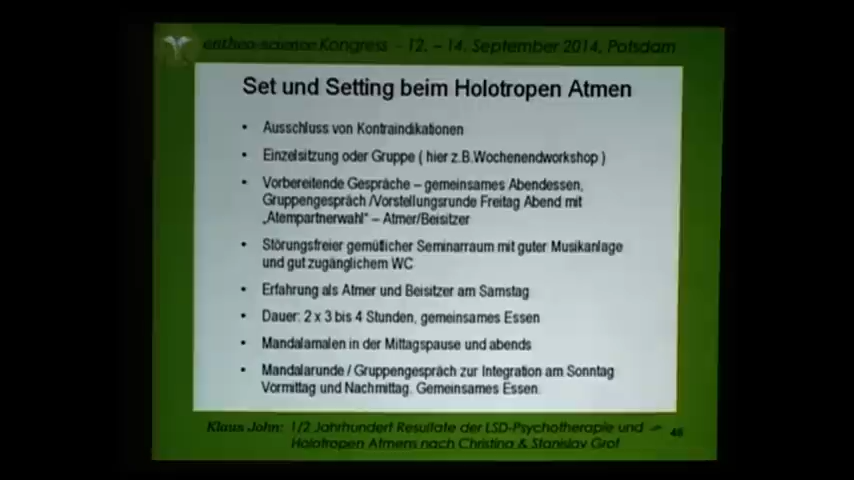 entheo-science Kongress - 12. – 14. September 2014, Potsdam
Set und Setting beim Holotropen Atmen
• Ausschluss von Kontraindikationen
• Einzelsitzung oder Gruppe ( hier z.B.Wochenendworkshop )
• Vorbereitende Gespräche – gemeinsames Abendessen,
Gruppengespräch /Vorstellungsrunde Freitag Abend mit
„Atempartnerwahl“ – Atmer/Beisitzer
• Störungsfreier gemütlicher Seminarraum mit guter Musikanlage
und gut zugänglichem WC
• Erfahrung als Atmer und Beisitzer am Samstag
• Dauer: 2 x 3 bis 4 Stunden, gemeinsames Essen
• Mandalamalen in der Mittagspause und abends
• Mandalarunde / Gruppengespräch zur Integration am Sonntag
Vormittag und Nachmittag. Gemeinsames Essen.
Klaus John: 1/2 Jahrhundert Resultate der LSD-Psychotherapie und
Holotropen Atmens nach Christina & Stanislav Grof
46